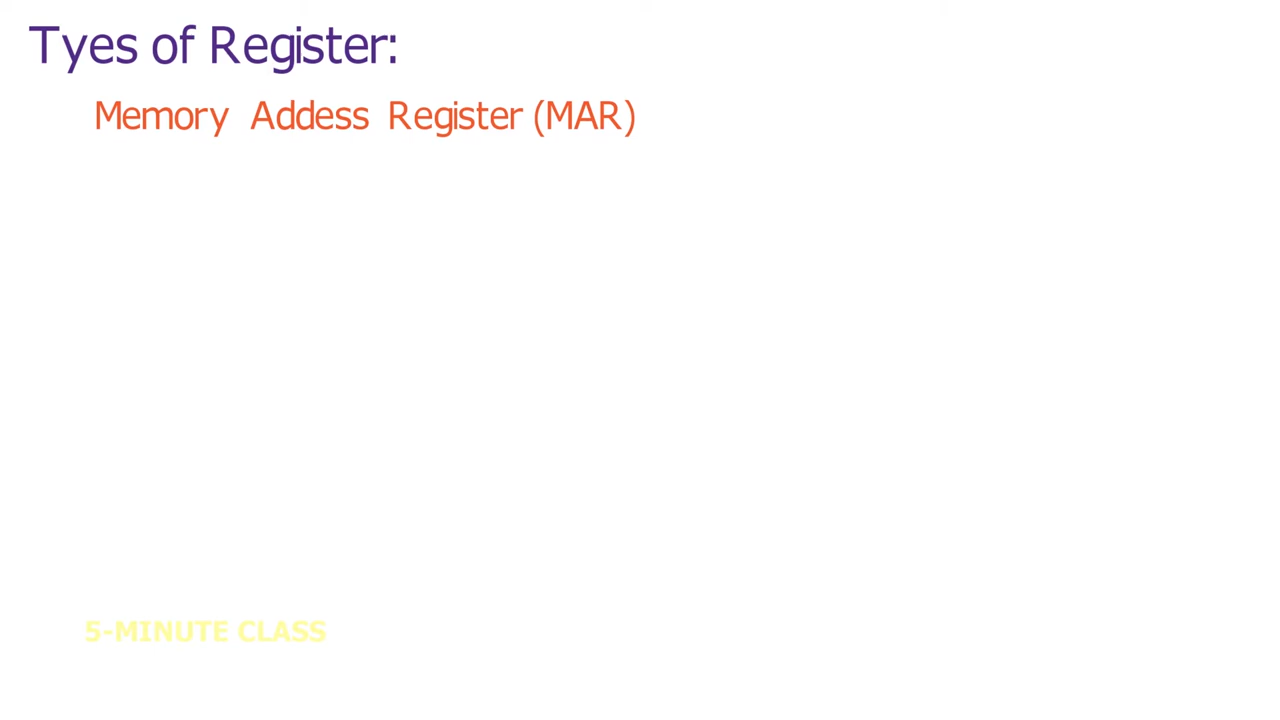 Tyes of Register:
Memory Addess Register (MAR)
5-MINUTE CLASS